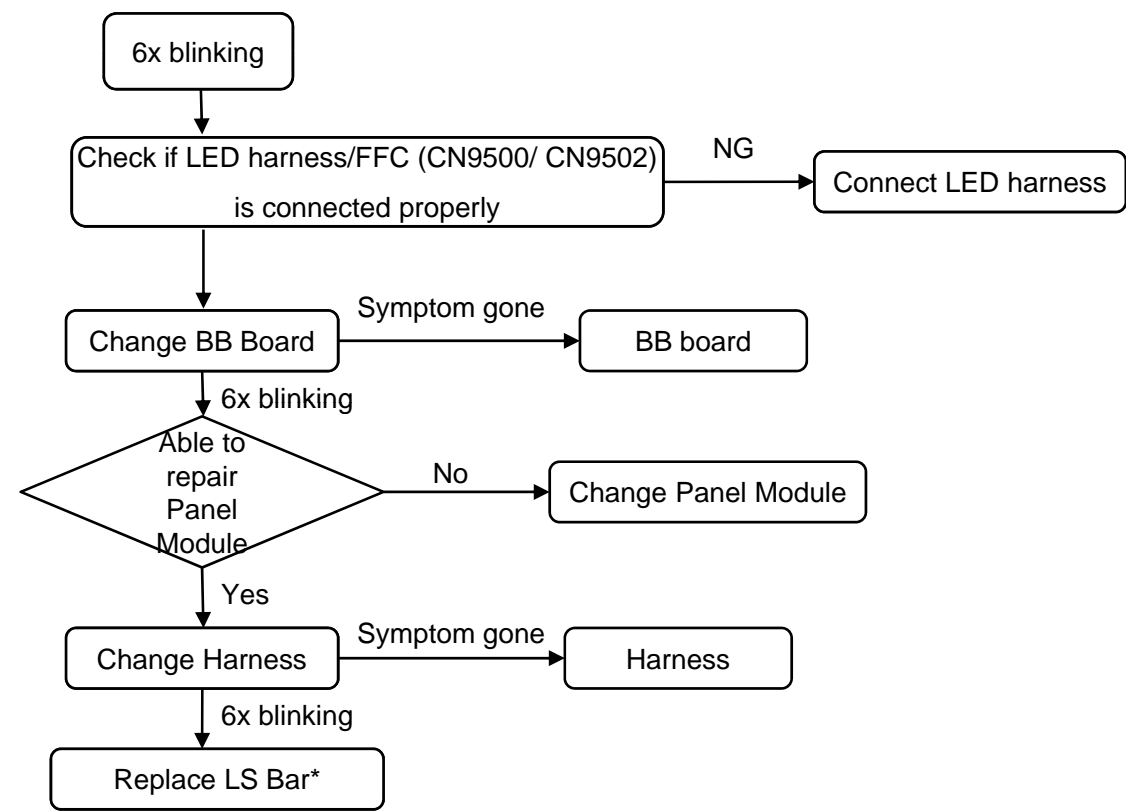 6x blinking
Check if LED harness/FFC (CN9500/ CN9502)
is connected properly
NG
Connect LED harness
Change BB Board
Symptom gone
BB board
6x blinking
Able to
repair
Panel
Module
No
Change Panel Module
Yes
Change Harness
Symptom gone
Harness
6x blinking
Replace LS Bar*